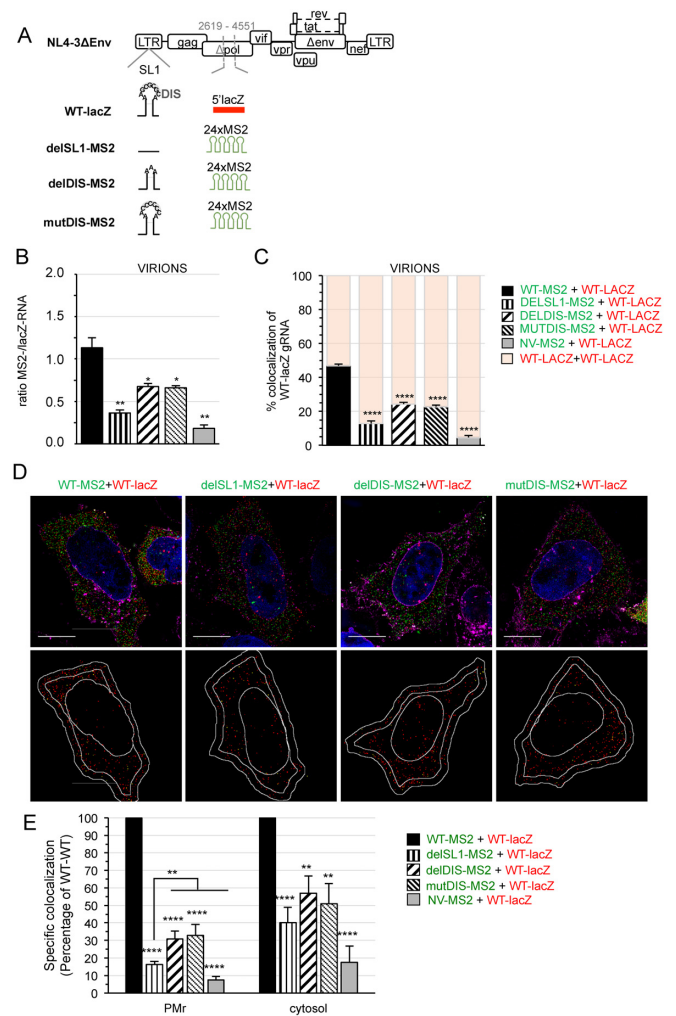 A
NL4-3ΔEnv
LTR
gag
2619 - 4551
Δpol
vif
vpr
vpu
rev
tat
Δenv
nef
LTR
SL1
DIS
WT-lacZ
5'lacZ
delSL1-MS2
24xMS2
delDIS-MS2
A A A
24xMS2
mutDIS-MS2
24xMS2
B
VIRIONS
ratio MS2-/lacZ-RNA
2.0
1.5
1.0
0.5
0.0
**
*
*
**
C
VIRIONS
% colocalization of
WT-lacZ gRNA
100
80
60
40
20
0
****
****
****
****
WT-MS2 + WT-LACZ
DELSL1-MS2 + WT-LACZ
DELDIS-MS2 + WT-LACZ
MUTDIS-MS2 + WT-LACZ
NV-MS2 + WT-LACZ
WT-LACZ+WT-LACZ
D
WT-MS2+WT-lacZ
delSL1-MS2+WT-lacZ
delDIS-MS2+WT-lacZ
mutDIS-MS2+WT-lacZ
E
Specific colocalization
(Percentage of WT-WT)
100
90
80
70
60
50
40
30
20
10
0
**
****
****
****
****
****
**
**
****
PMr
cytosol
WT-MS2 + WT-lacZ
delSL1-MS2 + WT-lacZ
delDIS-MS2 + WT-lacZ
mutDIS-MS2 + WT-lacZ
NV-MS2 + WT-lacZ